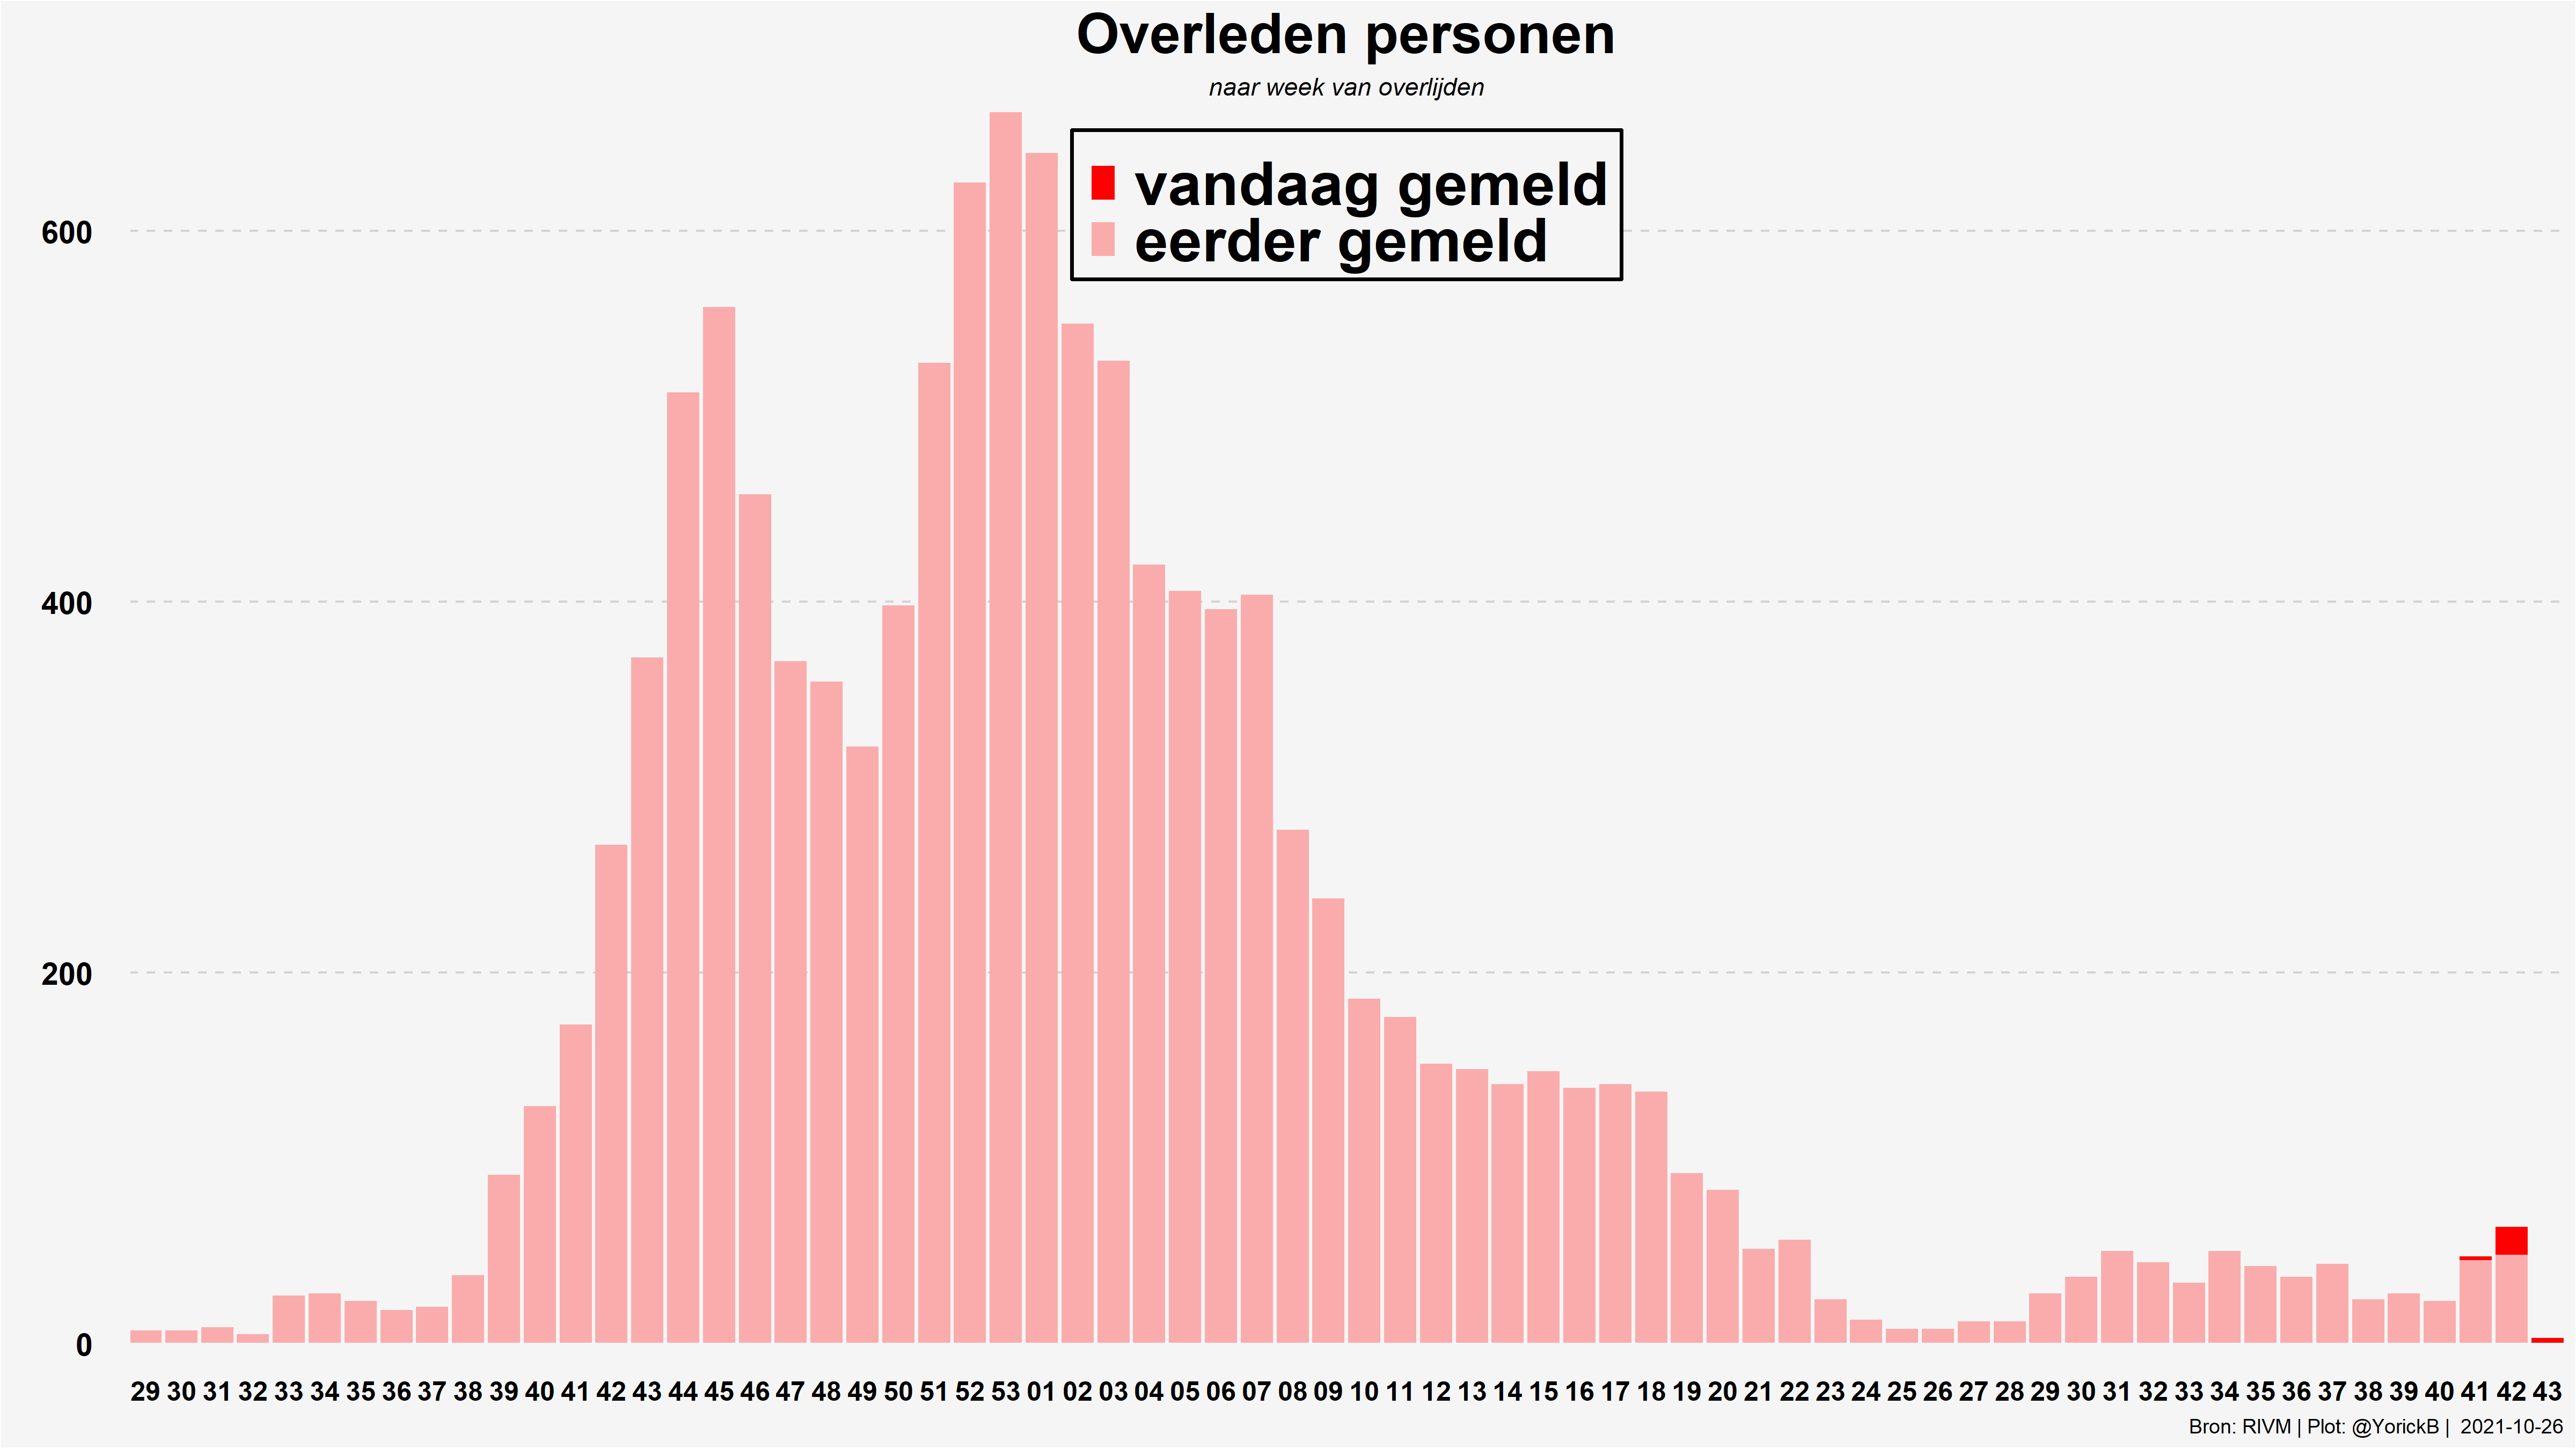 Overleden personen
naar week van overlijden
vandaag gemeld
eerder gemeld
600
400
200
0
29 30 31 32 33 34 35 36 37 38 39 40 41 42 43 44 45 46 47 48 49 50 51 52 53 01 02 03 04 05 06 07 08 09 10 11 12 13 14 15 16 17 18 19 20 21 22 23 24 25 26 27 28 29 30 31 32 33 34 35 36 37 38 39 40 41 42 43
Bron: RIVM | Plot: @YorickB | 2021-10-26